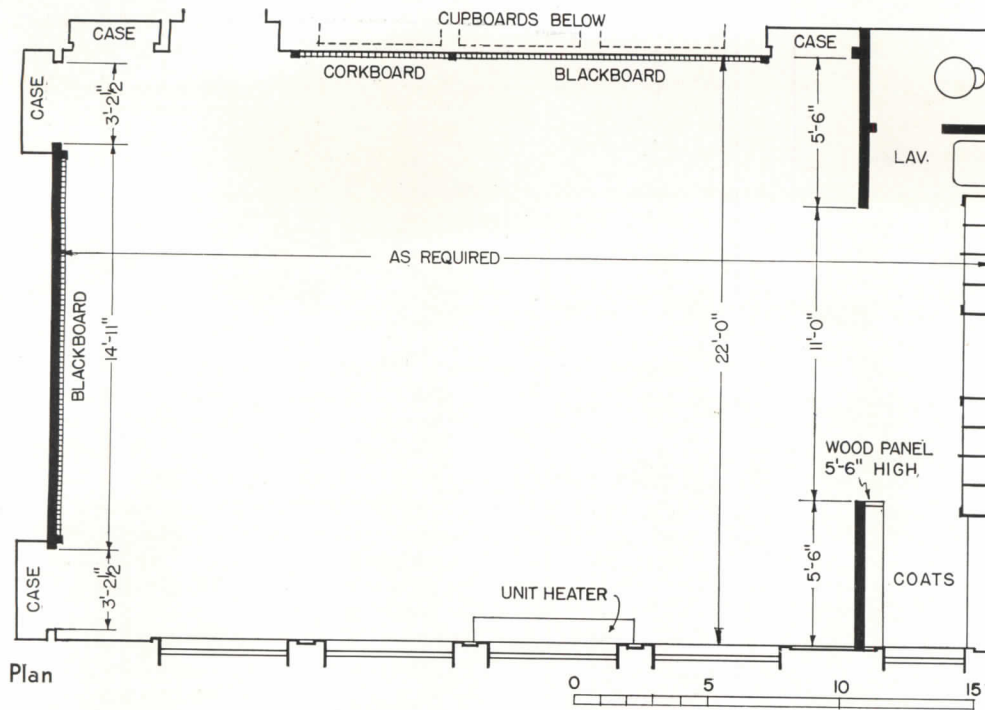 CUPBOARDS BELOW
CASE
CASE
CORKBOARD
BLACKBOARD
CASE
3'-2½"
5'-6"
LAV.
AS REQUIRED
BLACKBOARD
14'-11"
22'-0"
11'-0"
WOOD PANEL
5'-6" HIGH
CASE
3'-2½"
UNIT HEATER
5'-6"
COATS
Plan
0 5 10 15